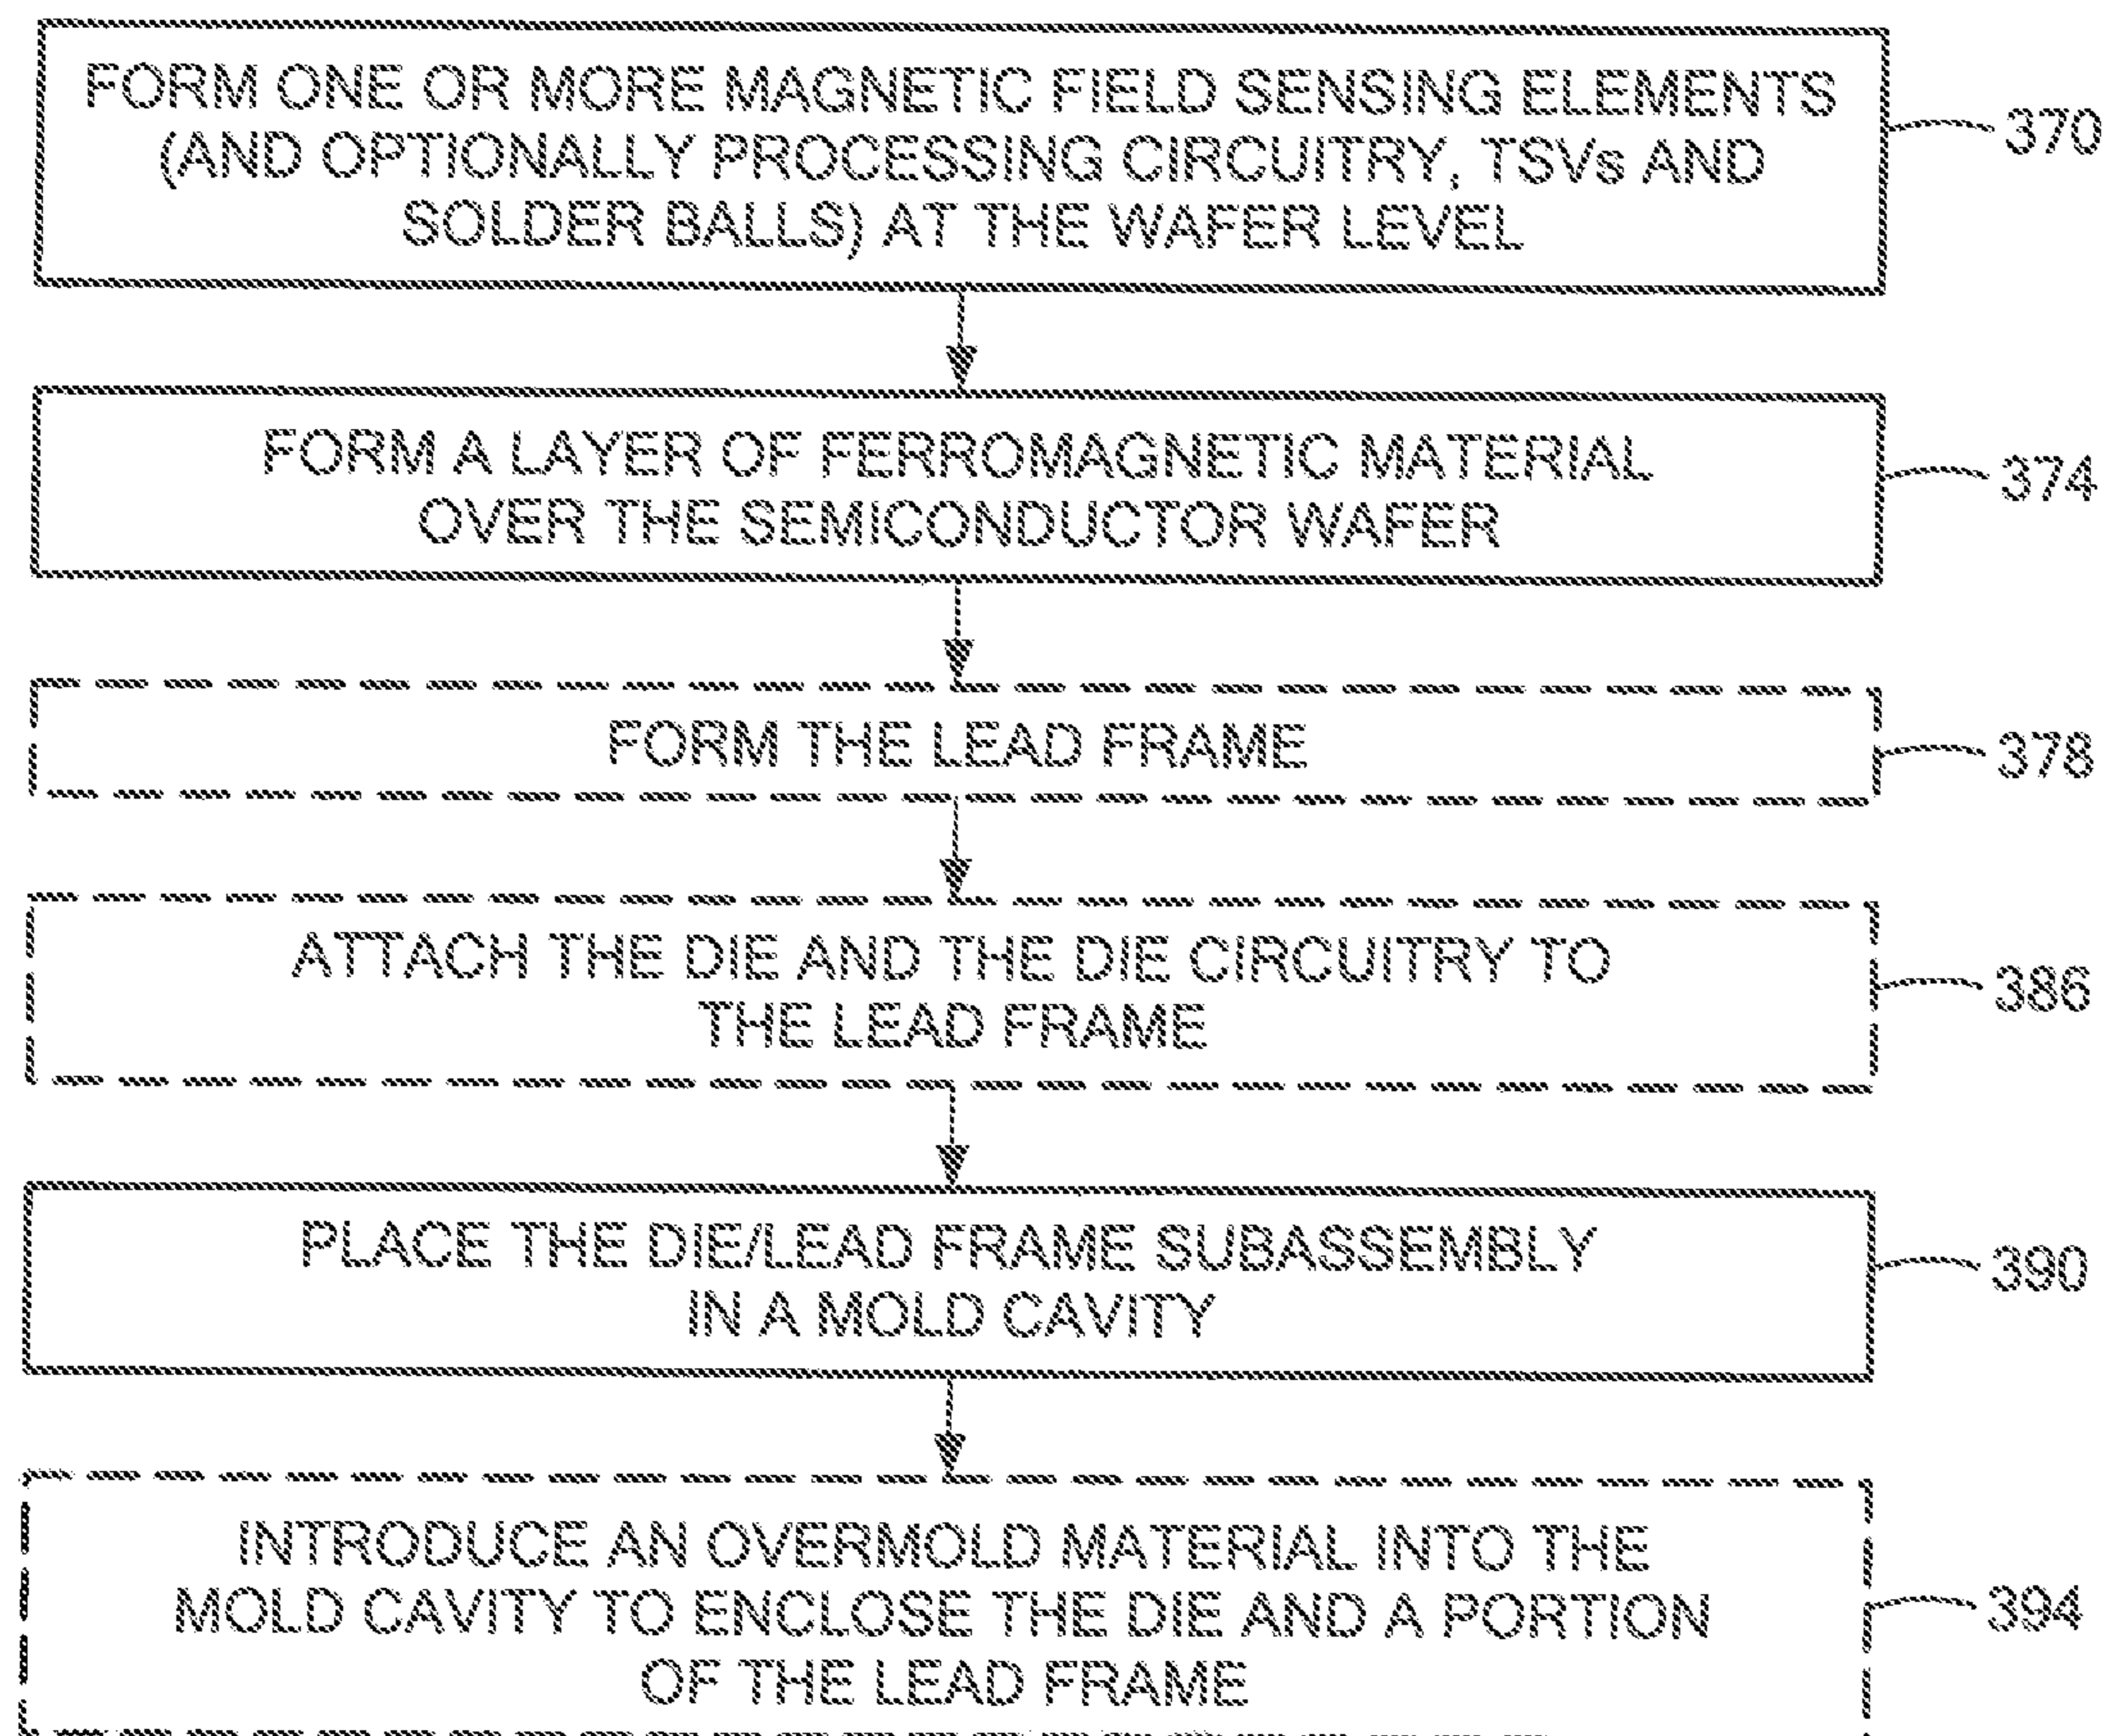 FORM ONE OR MORE MAGNETIC FIELD SENSING ELEMENTS
(AND OPTIONALLY PROCESSING CIRCUITRY, TSVs AND
SOLDER BALLS) AT THE WAFER LEVEL
370
FORM A LAYER OF FERROMAGNETIC MATERIAL
OVER THE SEMICONDUCTOR WAFER
374
FORM THE LEAD FRAME
378
ATTACH THE DIE AND THE DIE CIRCUITRY TO
THE LEAD FRAME
386
PLACE THE DIE/LEAD FRAME SUBASSEMBLY
IN A MOLD CAVITY
390
INTRODUCE AN OVERMOLD MATERIAL INTO THE
MOLD CAVITY TO ENCLOSE THE DIE AND A PORTION
OF THE LEAD FRAME
394